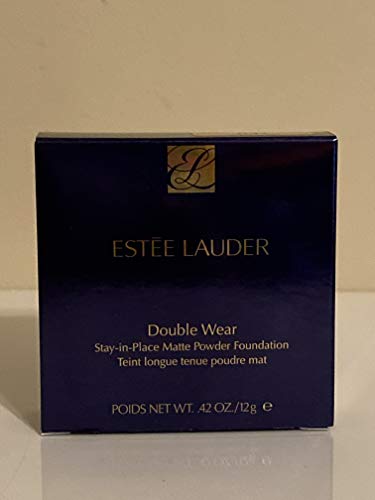 EL
ESTĒE LAUDER
Double Wear
Stay-in-Place Matte Powder Foundation
Teint longue tenue poudre mat
POIDS NET WT. .42 OZ./12g ℮